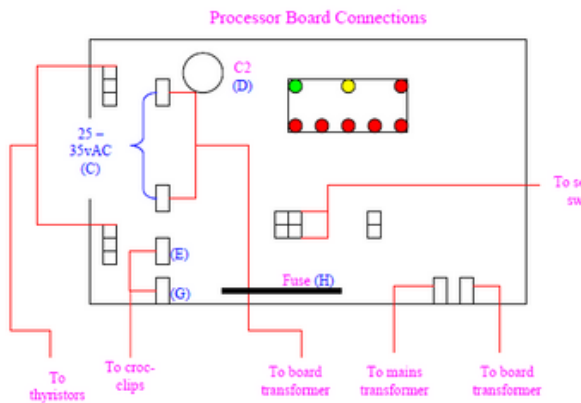 Processor Board Connections
C2
(D)
25 –
35vAC
(C)
(E)
(G)
Fuse (H)
To
thyristors
To croc-
clips
To board
transformer
To mains
transformer
To board
transformer
To se
sw